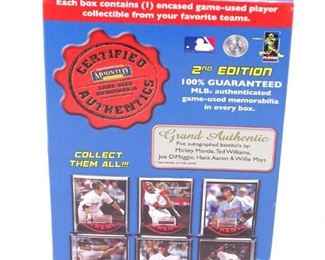 Each box contains (1) encased game-used player
collectible from your favorite teams.
CERTIFIED
MOUNTED
GAME-USED
MEMORABILIA
AUTHENTICS
2ND EDITION
100% GUARANTEED
MLB® authenticated
game-used memorabilia
in every box.
Grand Authentic
Five autographed baseballs by:
Mickey Mantle, Ted Williams,
Joe DiMaggio, Hank Aaron & Willie Mays
COLLECT
THEM ALL!!!